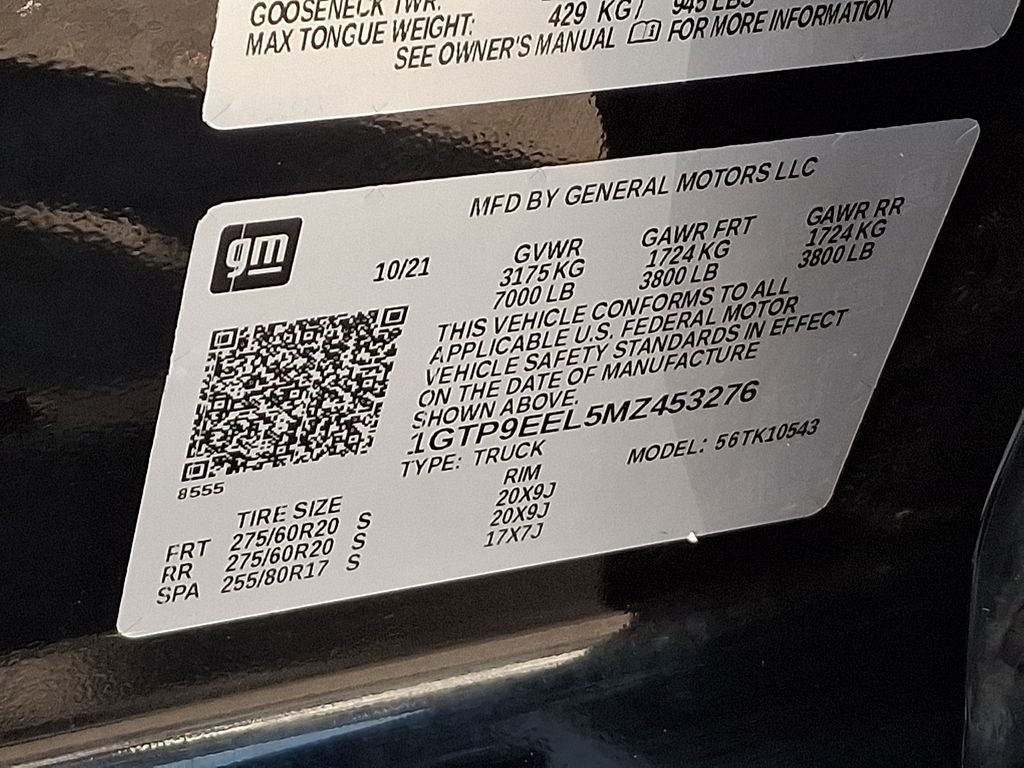 GOOSENECK TWR:
MAX TONGUE WEIGHT: 429 KG/ 945 LBS
SEE OWNER'S MANUAL FOR MORE INFORMATION
MFD BY GENERAL MOTORS LLC
gm
10/21
GVWR GAWR FRT GAWR RR
3175 KG 1724 KG 1724 KG
7000 LB 3800 LB 3800 LB
THIS VEHICLE CONFORMS TO ALL
APPLICABLE U.S. FEDERAL MOTOR
VEHICLE SAFETY STANDARDS IN EFFECT
ON THE DATE OF MANUFACTURE
SHOWN ABOVE.
1GTP9EEL5MZ453276
TYPE: TRUCK MODEL: 56TK10543
8555
TIRE SIZE RIM
FRT 275/60R20 S 20X9J
RR 275/60R20 S 20X9J
SPA 255/80R17 S 17X7J